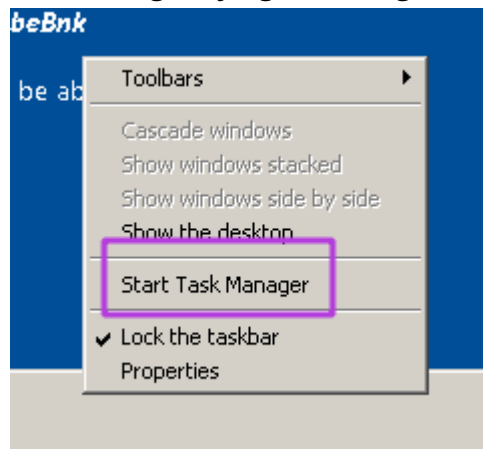 beBnk
be ab
Toolbars
Cascade windows
Show windows stacked
Show windows side by side
Show the desktop
Start Task Manager
Lock the taskbar
Properties